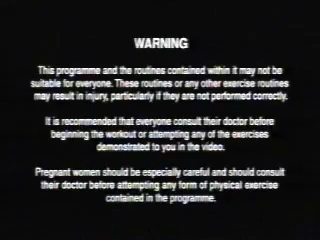 WARNING
This programme and the routines contained within it may not be
suitable for everyone. These routines or any other exercise routines
may result in injury, particularly if they are not performed correctly.
It is recommended that everyone consult their doctor before
beginning the workout or attempting any of the exercises
demonstrated to you in the video.
Pregnant women should be especially careful and should consult
their doctor before attempting any form of physical exercise
contained in the programme.